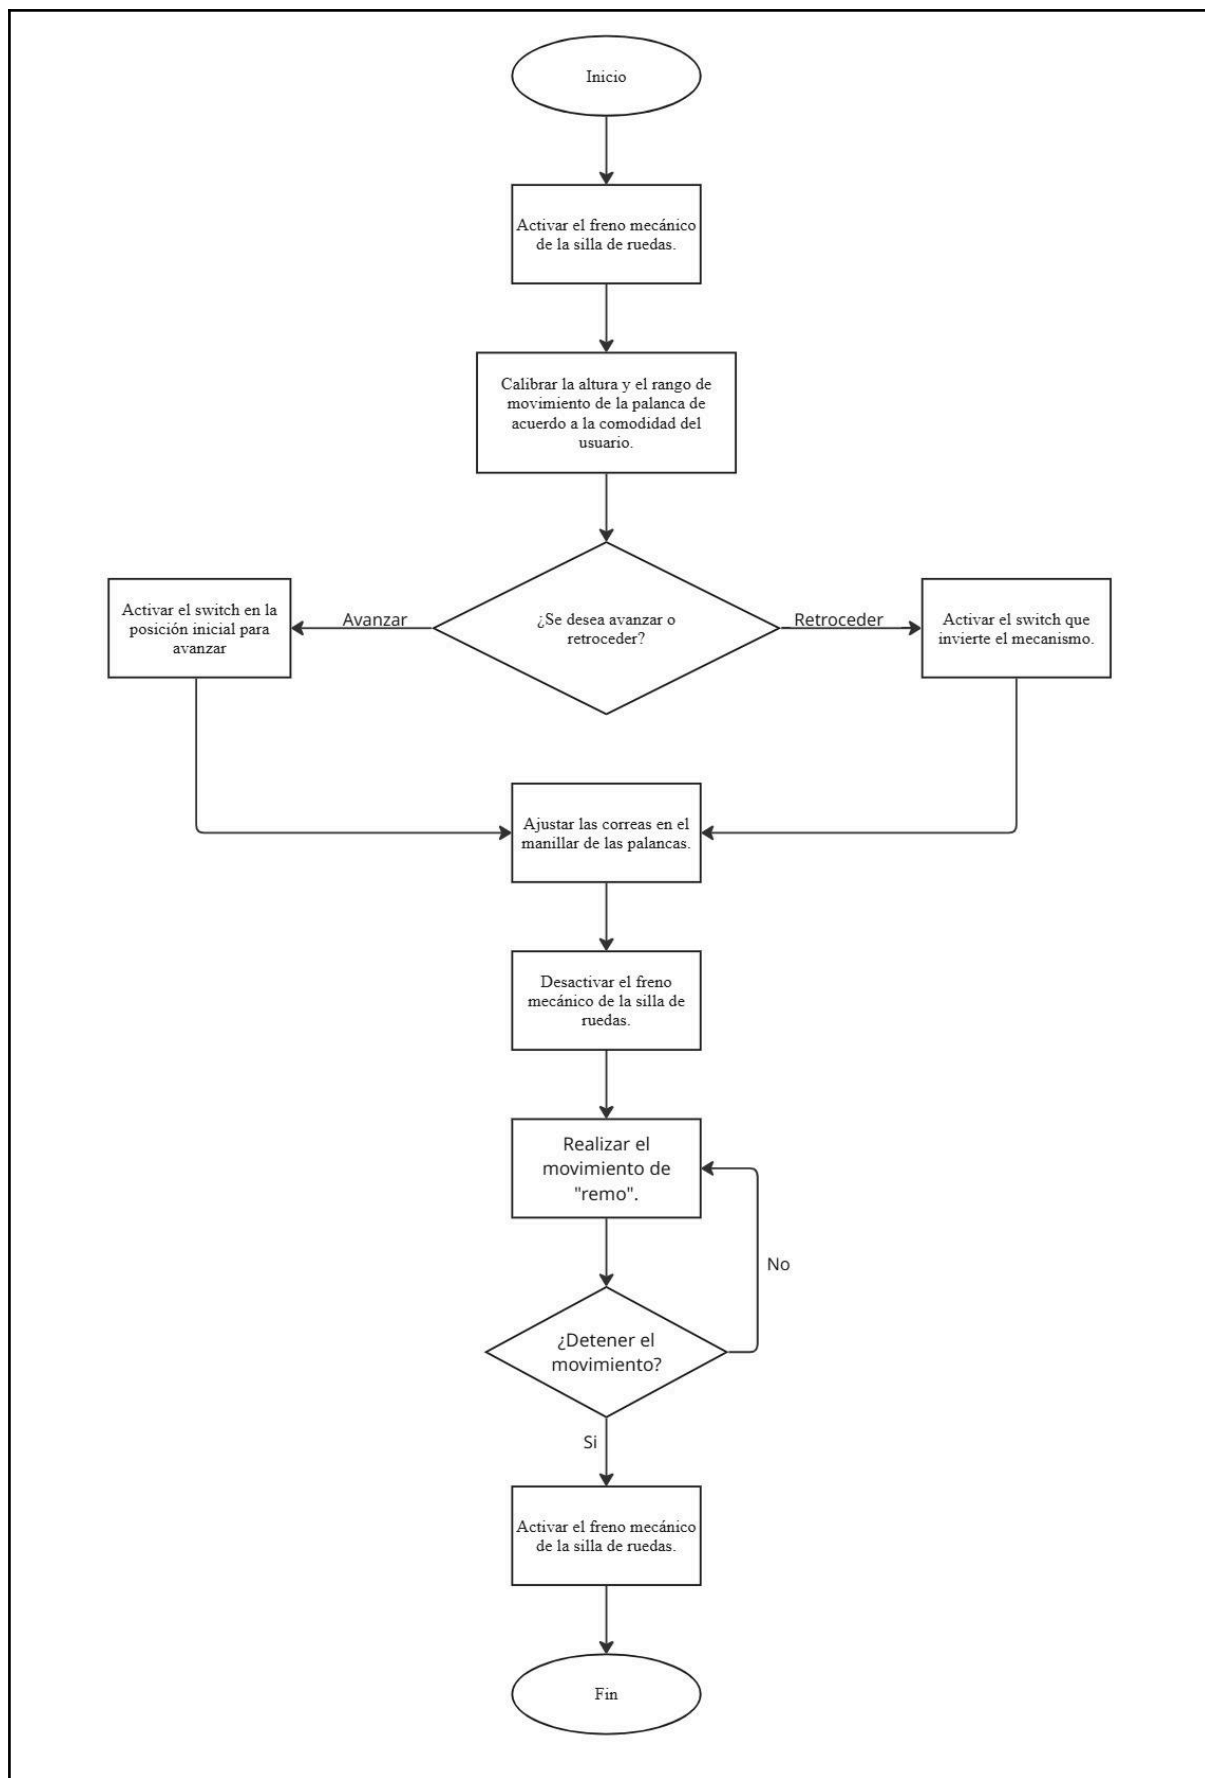 Inicio
Activar el freno mecánico
de la silla de ruedas.
Calibrar la altura y el rango de
movimiento de la palanca de
acuerdo a la comodidad del
usuario.
Activar el switch en la
posición inicial para
avanzar
Avanzar
¿Se desea avanzar o
retroceder?
Retroceder
Activar el switch que
invierte el mecanismo.
Ajustar las correas en el
manillar de las palancas.
Desactivar el freno
mecánico de la silla de
ruedas.
Realizar el
movimiento de
"remo".
No
¿Detener el
movimiento?
Si
Activar el freno mecánico
de la silla de ruedas.
Fin